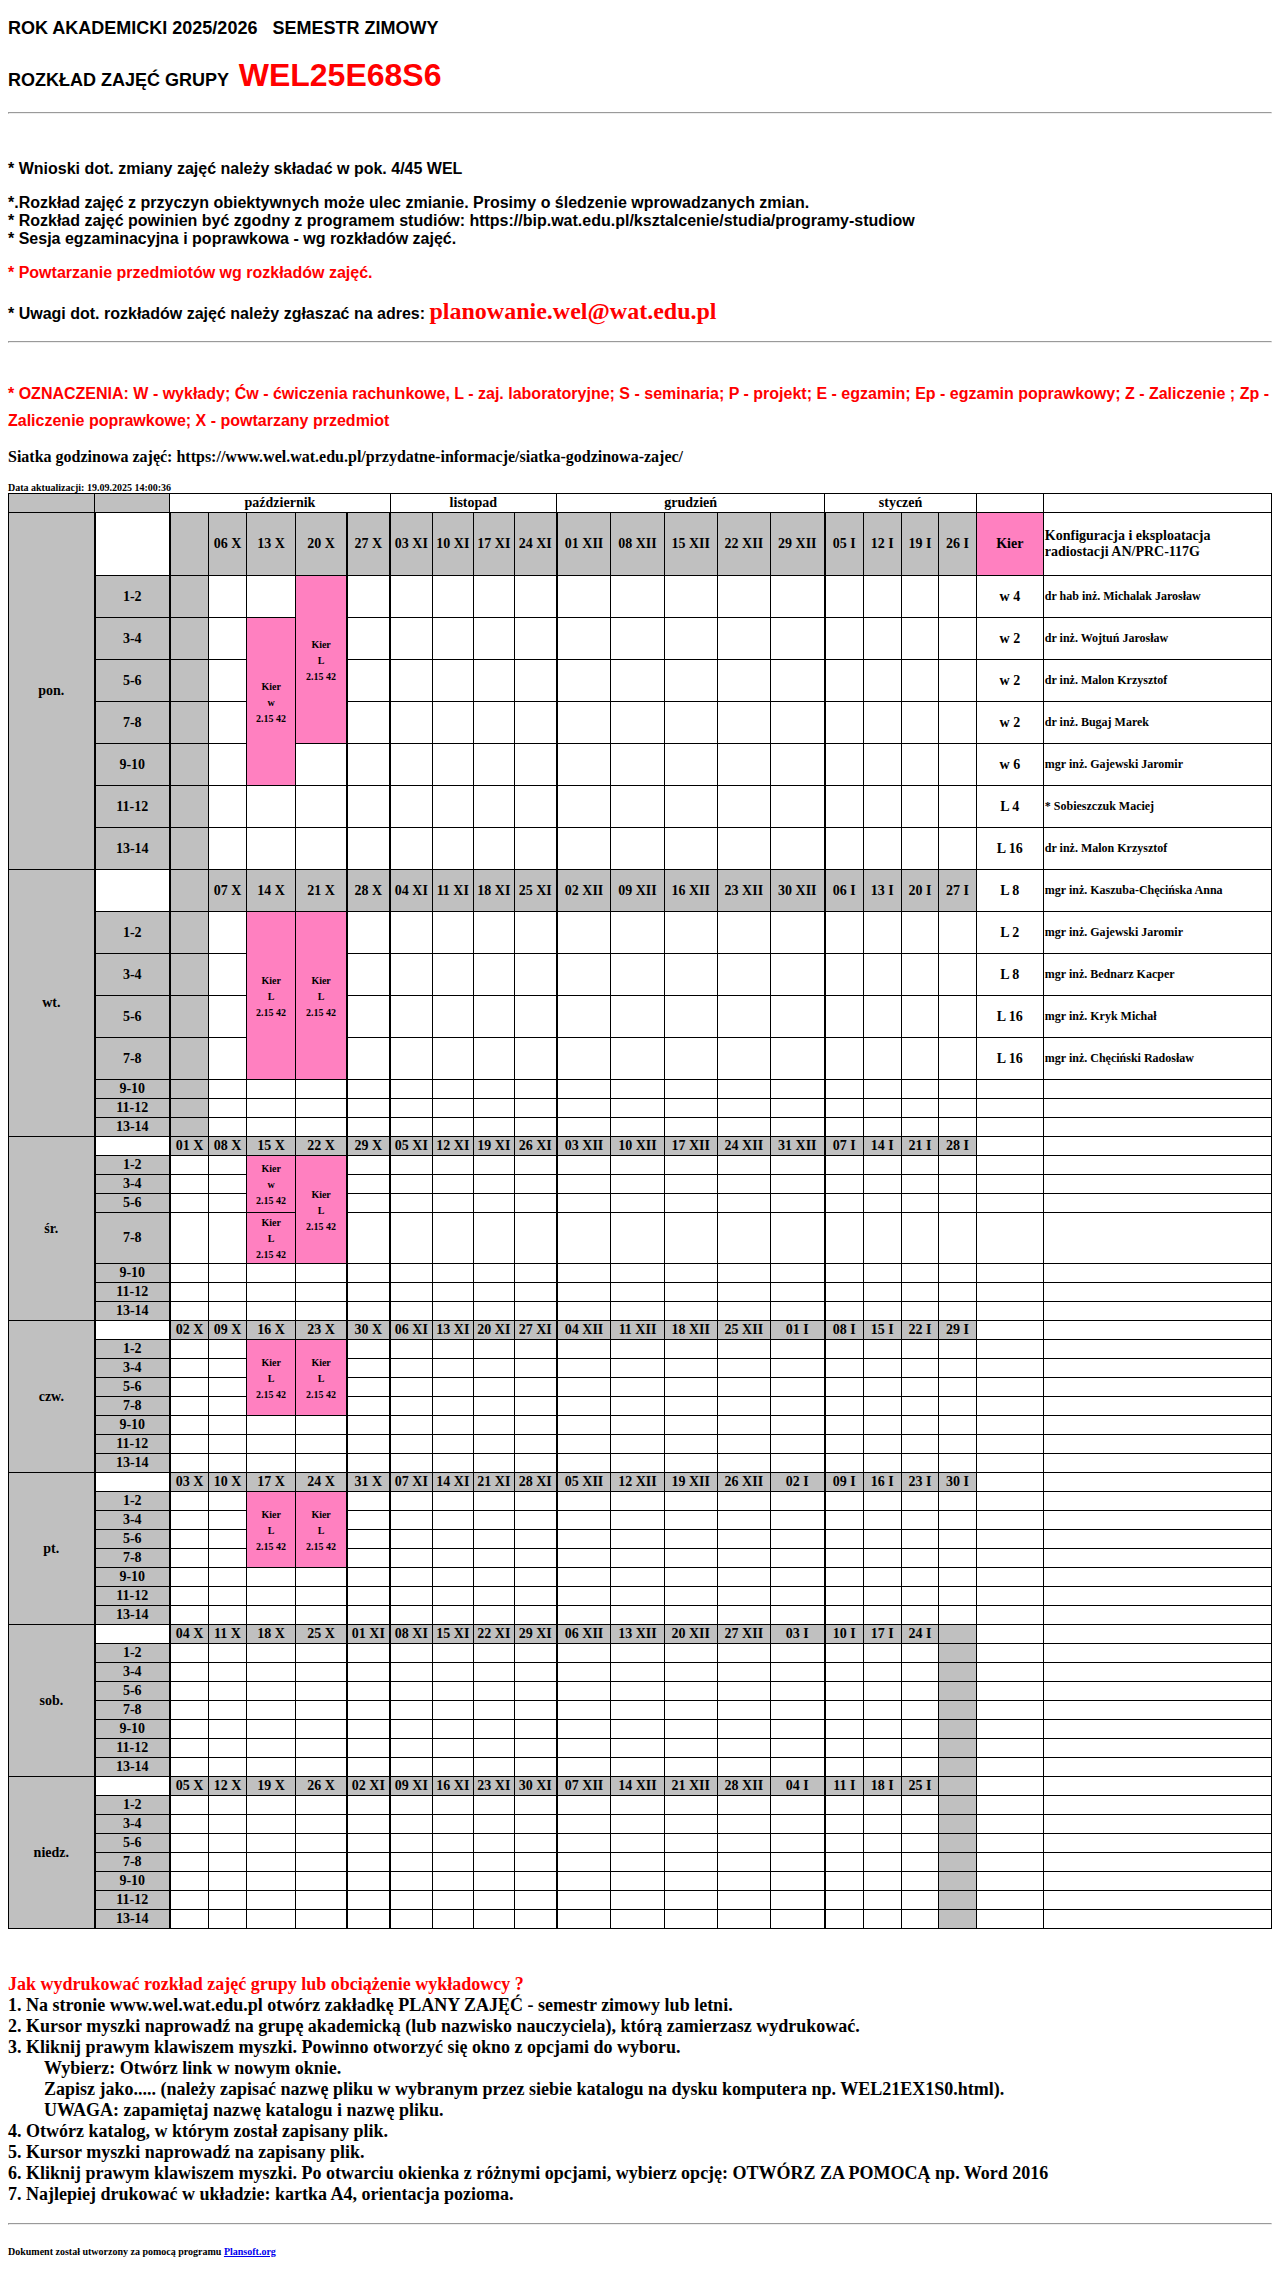 ROK AKADEMICKI 2025/2026   SEMESTR ZIMOWY
ROZKŁAD ZAJĘĆ GRUPY  WEL25E68S6
* Wnioski dot. zmiany zajęć należy składać w pok. 4/45 WEL
*.Rozkład zajęć z przyczyn obiektywnych może ulec zmianie. Prosimy o śledzenie wprowadzanych zmian.
* Rozkład zajęć powinien być zgodny z programem studiów: https://bip.wat.edu.pl/ksztalcenie/studia/programy-studiow
* Sesja egzaminacyjna i poprawkowa - wg rozkładów zajęć.
* Powtarzanie przedmiotów wg rozkładów zajęć.
* Uwagi dot. rozkładów zajęć należy zgłaszać na adres: planowanie.wel@wat.edu.pl
* OZNACZENIA: W - wykłady; Ćw - ćwiczenia rachunkowe, L - zaj. laboratoryjne; S - seminaria; P - projekt; E - egzamin; Ep - egzamin poprawkowy; Z - Zaliczenie ; Zp -
Zaliczenie poprawkowe; X - powtarzany przedmiot
Siatka godzinowa zajęć: https://www.wel.wat.edu.pl/przydatne-informacje/siatka-godzinowa-zajec/
Data aktualizacji: 19.09.2025 14:00:36
październik listopad grudzień styczeń
pon. 06 X 13 X 20 X 27 X 03 XI 10 XI 17 XI 24 XI 01 XII 08 XII 15 XII 22 XII 29 XII 05 I 12 I 19 I 26 I Kier Konfiguracja i eksploatacja
radiostacji AN/PRC-117G
1-2 Kier L 2.15 42 w 4 dr hab inż. Michalak Jarosław
3-4 Kier w 2.15 42 w 2 dr inż. Wojtuń Jarosław
5-6 w 2 dr inż. Malon Krzysztof
7-8 w 2 dr inż. Bugaj Marek
9-10 w 6 mgr inż. Gajewski Jaromir
11-12 L 4 * Sobieszczuk Maciej
13-14 L 16 dr inż. Malon Krzysztof
wt. 07 X 14 X 21 X 28 X 04 XI 11 XI 18 XI 25 XI 02 XII 09 XII 16 XII 23 XII 30 XII 06 I 13 I 20 I 27 I L 8 mgr inż. Kaszuba-Chęcińska Anna
1-2 Kier L 2.15 42 Kier L 2.15 42 L 2 mgr inż. Gajewski Jaromir
3-4 L 8 mgr inż. Bednarz Kacper
5-6 L 16 mgr inż. Kryk Michał
7-8 L 16 mgr inż. Chęciński Radosław
9-10
11-12
13-14
śr. 01 X 08 X 15 X 22 X 29 X 05 XI 12 XI 19 XI 26 XI 03 XII 10 XII 17 XII 24 XII 31 XII 07 I 14 I 21 I 28 I
1-2 Kier w 2.15 42 Kier L 2.15 42
3-4
5-6
7-8 Kier L 2.15 42
9-10
11-12
13-14
czw. 02 X 09 X 16 X 23 X 30 X 06 XI 13 XI 20 XI 27 XI 04 XII 11 XII 18 XII 25 XII 01 I 08 I 15 I 22 I 29 I
1-2 Kier L 2.15 42 Kier L 2.15 42
3-4
5-6
7-8
9-10
11-12
13-14
pt. 03 X 10 X 17 X 24 X 31 X 07 XI 14 XI 21 XI 28 XI 05 XII 12 XII 19 XII 26 XII 02 I 09 I 16 I 23 I 30 I
1-2 Kier L 2.15 42 Kier L 2.15 42
3-4
5-6
7-8
9-10
11-12
13-14
sob. 04 X 11 X 18 X 25 X 01 XI 08 XI 15 XI 22 XI 29 XI 06 XII 13 XII 20 XII 27 XII 03 I 10 I 17 I 24 I
1-2
3-4
5-6
7-8
9-10
11-12
13-14
niedz. 05 X 12 X 19 X 26 X 02 XI 09 XI 16 XI 23 XI 30 XI 07 XII 14 XII 21 XII 28 XII 04 I 11 I 18 I 25 I
1-2
3-4
5-6
7-8
9-10
11-12
13-14
Jak wydrukować rozkład zajęć grupy lub obciążenie wykładowcy ?
1. Na stronie www.wel.wat.edu.pl otwórz zakładkę PLANY ZAJĘĆ - semestr zimowy lub letni.
2. Kursor myszki naprowadź na grupę akademicką (lub nazwisko nauczyciela), którą zamierzasz wydrukować.
3. Kliknij prawym klawiszem myszki. Powinno otworzyć się okno z opcjami do wyboru.
Wybierz: Otwórz link w nowym oknie.
Zapisz jako..... (należy zapisać nazwę pliku w wybranym przez siebie katalogu na dysku komputera np. WEL21EX1S0.html).
UWAGA: zapamiętaj nazwę katalogu i nazwę pliku.
4. Otwórz katalog, w którym został zapisany plik.
5. Kursor myszki naprowadź na zapisany plik.
6. Kliknij prawym klawiszem myszki. Po otwarciu okienka z różnymi opcjami, wybierz opcję: OTWÓRZ ZA POMOCĄ np. Word 2016
7. Najlepiej drukować w układzie: kartka A4, orientacja pozioma.
Dokument został utworzony za pomocą programu Plansoft.org